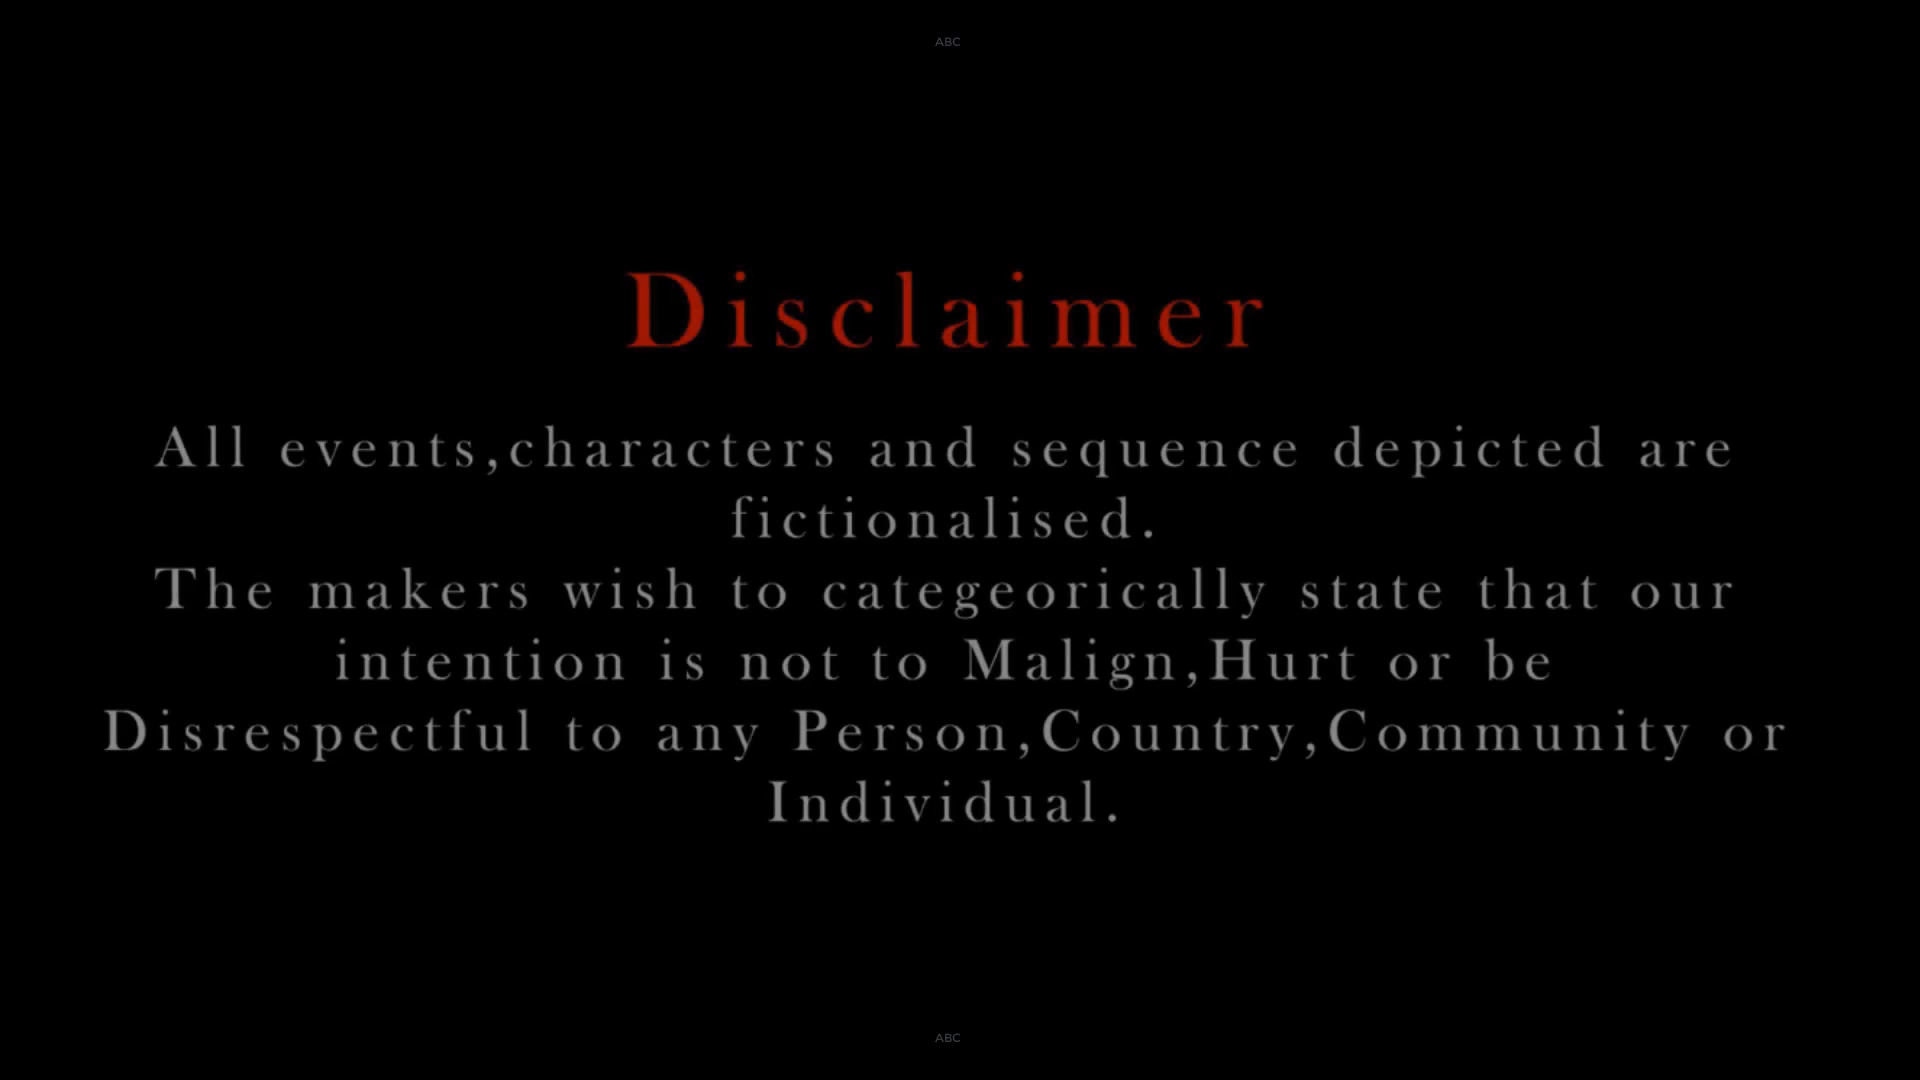 ABC
Disclaimer
All events,characters and sequence depicted are
fictionalised.
The makers wish to categeorically state that our
intention is not to Malign,Hurt or be
Disrespectful to any Person,Country,Community or
Individual.
ABC